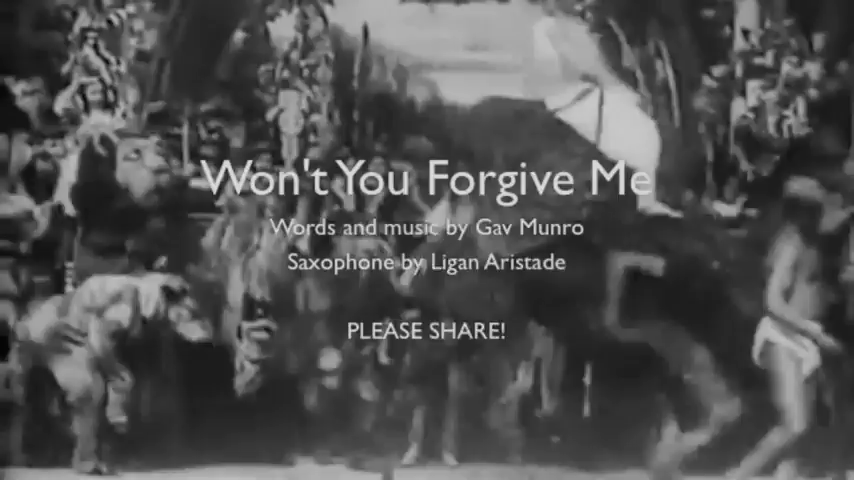 Won't You Forgive Me
Words and music by Gav Munro
Saxophone by Ligan Aristade
PLEASE SHARE!